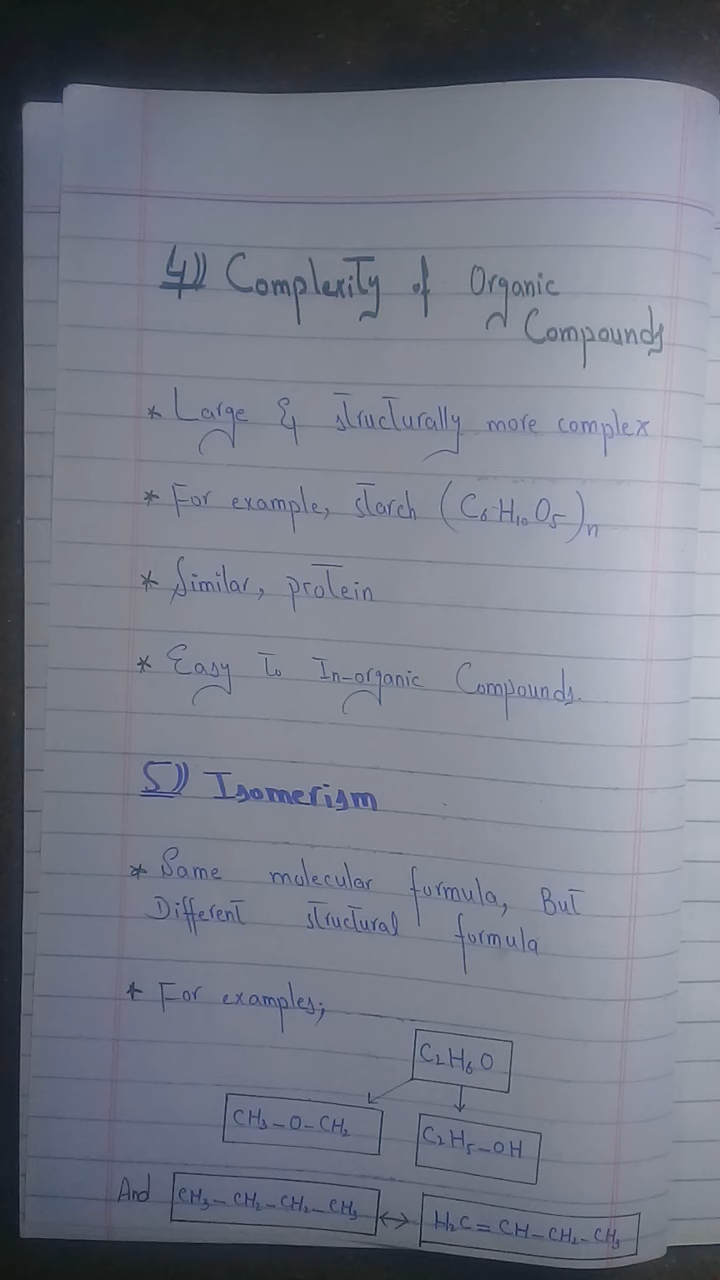 4)) Complexity of Organic
Compounds
* Large & structurally more complex
* For example, starch (C₆H₁₀O₅)n
* Similar, protein
* Easy To In-organic Compounds.
5)) Isomerism
* Same molecular formula, But
Different structural formula
* For examples;
C₂H₆O
CH₃-O-CH₂
C₂H₅-OH
And CH₃-CH₂-CH₂-CH₃ ↔ H₂C=CH-CH₂-CH₃